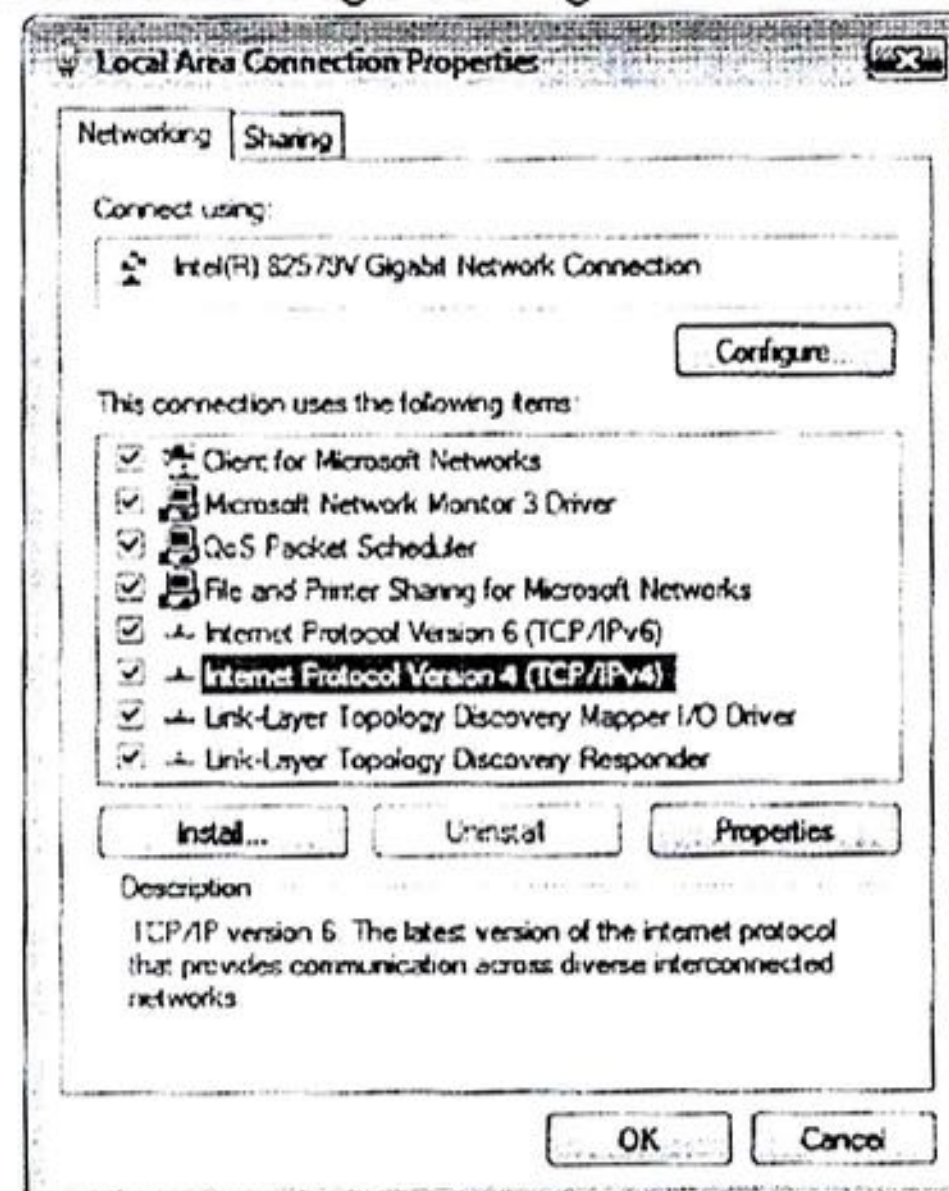 Local Area Connection Properties
Networking
Sharing
Connect using:
Intel(R) 82579V Gigabit Network Connection
Configure...
This connection uses the following items:
Client for Microsoft Networks
Microsoft Network Monitor 3 Driver
QoS Packet Scheduler
File and Printer Sharing for Microsoft Networks
Internet Protocol Version 6 (TCP/IPv6)
Internet Protocol Version 4 (TCP/IPv4)
Link-Layer Topology Discovery Mapper I/O Driver
Link-Layer Topology Discovery Responder
Install...
Uninstall
Properties
Description
TCP/IP version 6. The latest version of the internet protocol
that provides communication across diverse interconnected
networks
OK
Cancel